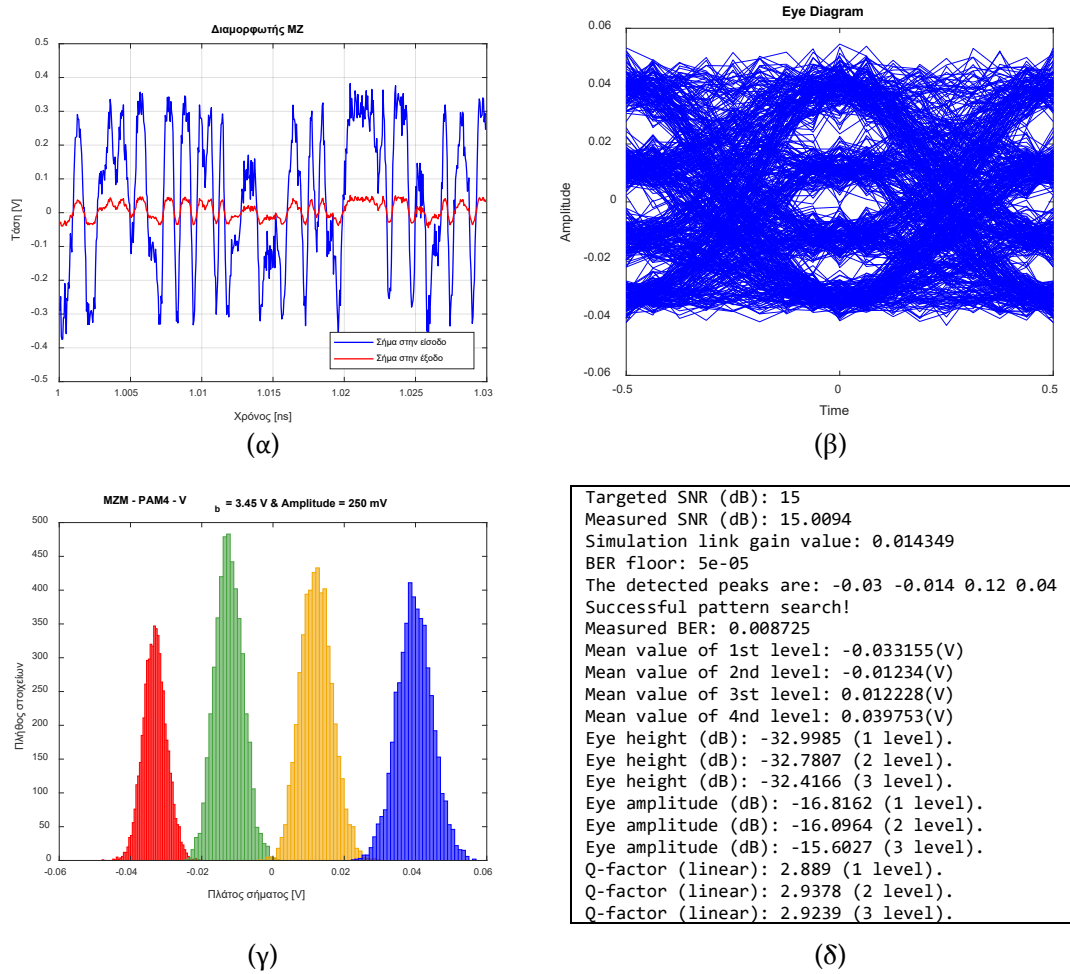 Διαμορφωτής MZ
0.5
0.4
0.3
0.2
0.1
0
-0.1
-0.2
-0.3
-0.4
-0.5
Τάση [V]
Σήμα στην είσοδο
Σήμα στην έξοδο
1 1.005 1.01 1.015 1.02 1.025 1.03
Χρόνος [ns]
(α)
Eye Diagram
0.06
0.04
0.02
0
-0.02
-0.04
-0.06
Amplitude
-0.5 0 0.5
Time
(β)
MZM - PAM4 - V b = 3.45 V & Amplitude = 250 mV
500
450
400
350
300
250
200
150
100
50
0
Πλήθος στοιχείων
-0.06 -0.04 -0.02 0 0.02 0.04 0.06
Πλάτος σήματος [V]
(γ)
Targeted SNR (dB): 15
Measured SNR (dB): 15.0094
Simulation link gain value: 0.014349
BER floor: 5e-05
The detected peaks are: -0.03 -0.014 0.12 0.04
Successful pattern search!
Measured BER: 0.008725
Mean value of 1st level: -0.033155(V)
Mean value of 2nd level: -0.01234(V)
Mean value of 3st level: 0.012228(V)
Mean value of 4nd level: 0.039753(V)
Eye height (dB): -32.9985 (1 level).
Eye height (dB): -32.7807 (2 level).
Eye height (dB): -32.4166 (3 level).
Eye amplitude (dB): -16.8162 (1 level).
Eye amplitude (dB): -16.0964 (2 level).
Eye amplitude (dB): -15.6027 (3 level).
Q-factor (linear): 2.889 (1 level).
Q-factor (linear): 2.9378 (2 level).
Q-factor (linear): 2.9239 (3 level).
(δ)